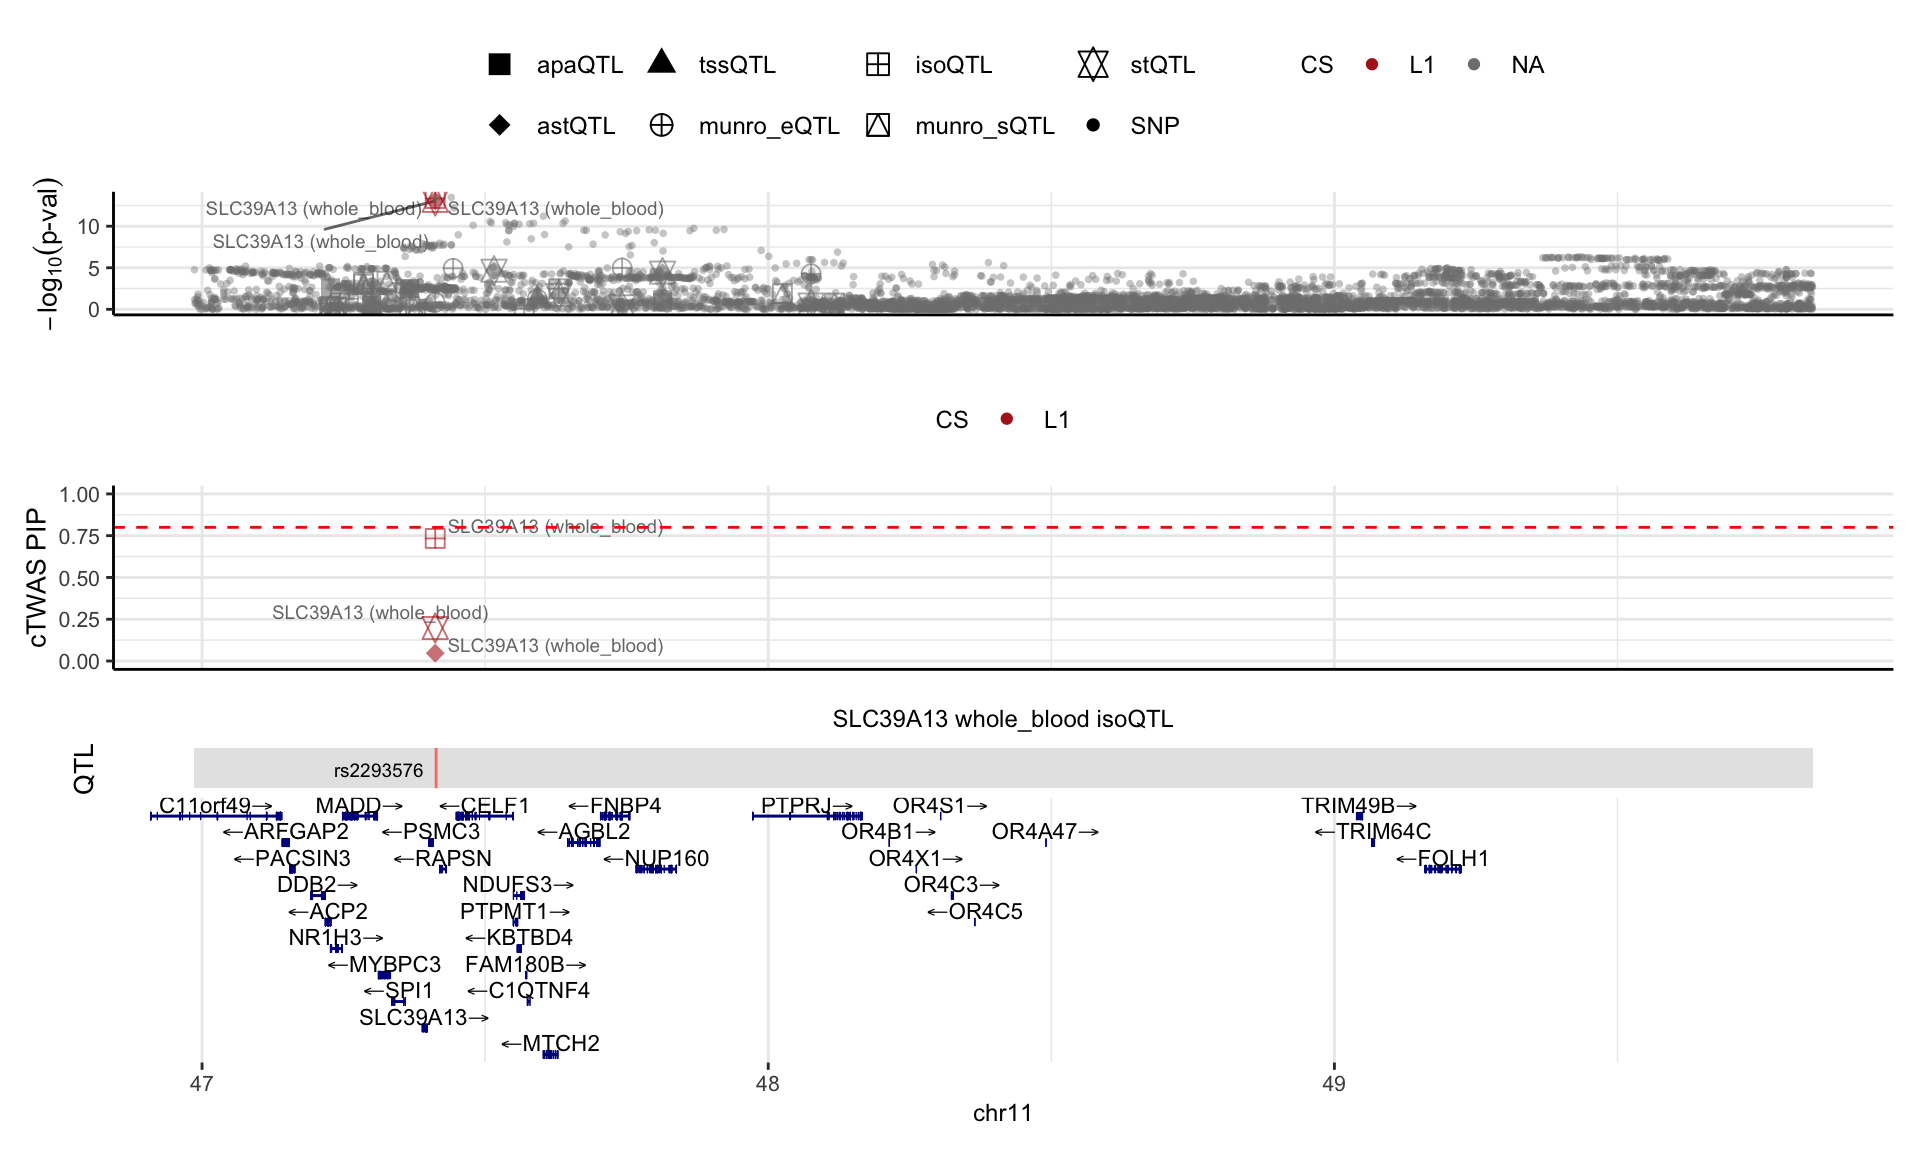 apaQTL tssQTL isoQTL stQTL CS L1 NA
astQTL munro_eQTL munro_sQTL SNP
−log10(p-val)
10
5
0
SLC39A13 (whole_blood) SLC39A13 (whole_blood)
SLC39A13 (whole_blood)
CS L1
cTWAS PIP
1.00
0.75
0.50
0.25
0.00
SLC39A13 (whole_blood)
SLC39A13 (whole_blood)
SLC39A13 (whole_blood)
SLC39A13 whole_blood isoQTL
QTL
rs2293576
C11orf49→ MADD→ ←CELF1 ←FNBP4 PTPRJ→ OR4S1→ TRIM49B→
←ARFGAP2 ←PSMC3 ←AGBL2 OR4B1→ OR4A47→ ←TRIM64C
←PACSIN3 ←RAPSN ←NUP160 OR4X1→ ←FOLH1
DDB2→ NDUFS3→ OR4C3→
←ACP2 PTPMT1→ ←OR4C5
NR1H3→ ←KBTBD4
←MYBPC3 FAM180B→
←SPI1 ←C1QTNF4
SLC39A13→
←MTCH2
47 48 49
chr11